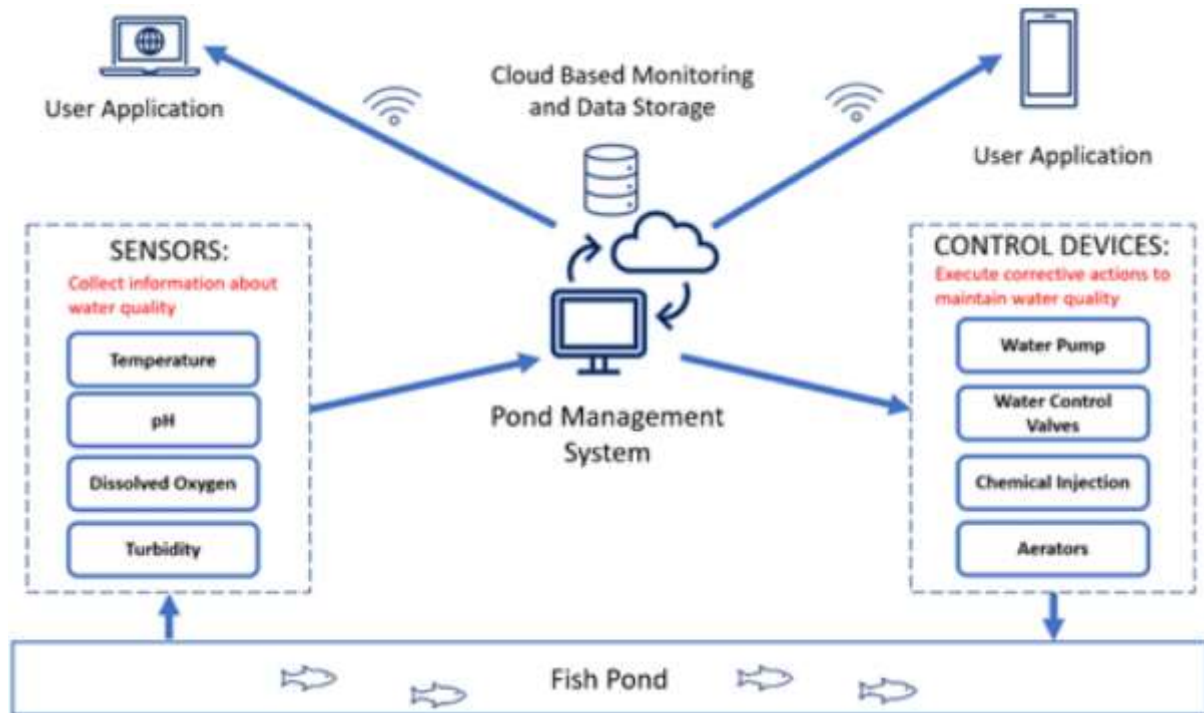 User Application
Cloud Based Monitoring
and Data Storage
User Application
SENSORS:
Collect information about
water quality
Temperature
pH
Dissolved Oxygen
Turbidity
Pond Management
System
CONTROL DEVICES:
Execute corrective actions to
maintain water quality
Water Pump
Water Control
Valves
Chemical Injection
Aerators
Fish Pond